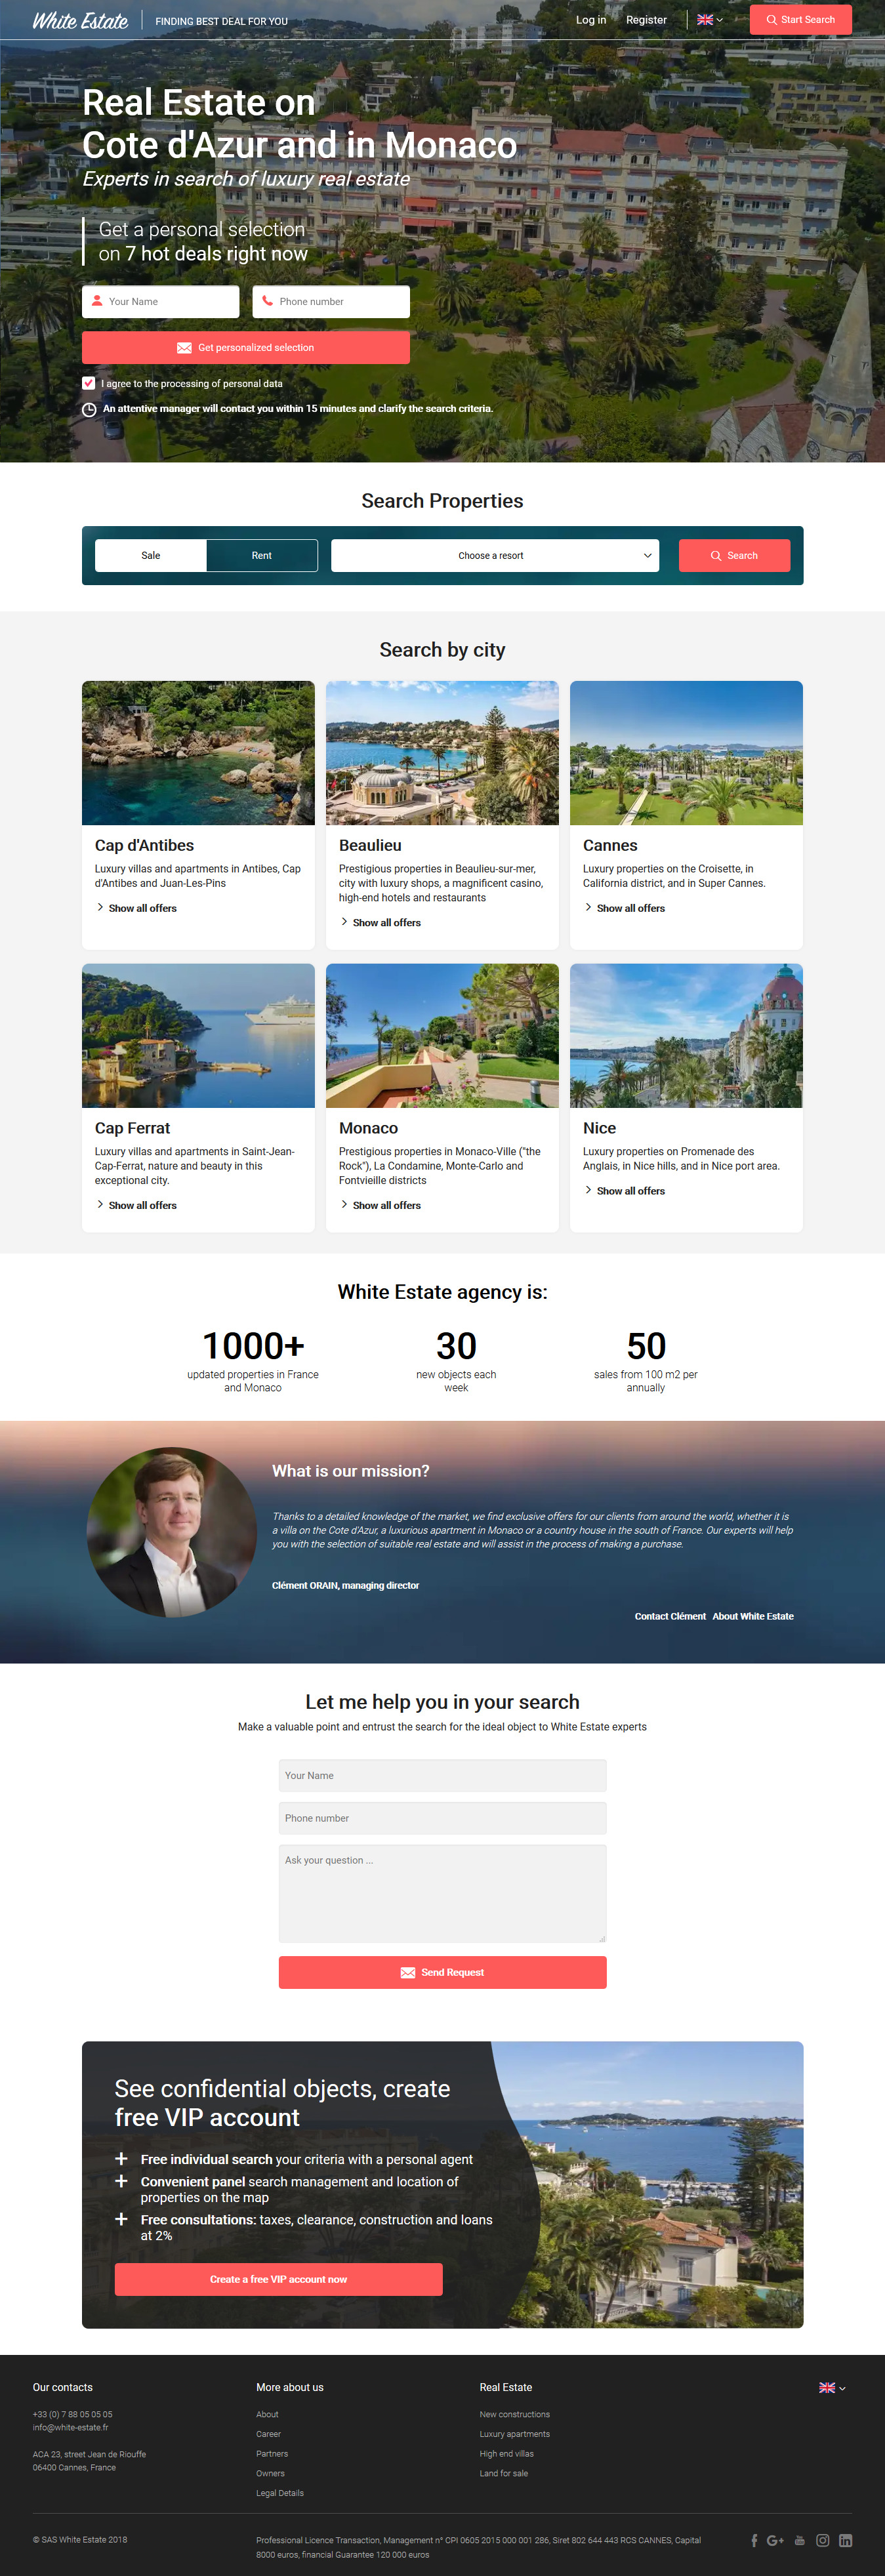 White Estate
FINDING BEST DEAL FOR YOU
Log in
Register
Start Search
Real Estate on
Cote d'Azur and in Monaco
Experts in search of luxury real estate
Get a personal selection
on 7 hot deals right now
Your Name
Phone number
Get personalized selection
I agree to the processing of personal data
An attentive manager will contact you within 15 minutes and clarify the search criteria.
Search Properties
Sale
Rent
Choose a resort
Search
Search by city
Cap d'Antibes
Luxury villas and apartments in Antibes, Cap
d'Antibes and Juan-Les-Pins
Show all offers
Beaulieu
Prestigious properties in Beaulieu-sur-mer,
city with luxury shops, a magnificent casino,
high-end hotels and restaurants
Show all offers
Cannes
Luxury properties on the Croisette, in
California district, and in Super Cannes.
Show all offers
Cap Ferrat
Luxury villas and apartments in Saint-Jean-
Cap-Ferrat, nature and beauty in this
exceptional city.
Show all offers
Monaco
Prestigious properties in Monaco-Ville ("the
Rock"), La Condamine, Monte-Carlo and
Fontvieille districts
Show all offers
Nice
Luxury properties on Promenade des
Anglais, in Nice hills, and in Nice port area.
Show all offers
White Estate agency is:
1000+
updated properties in France
and Monaco
30
new objects each
week
50
sales from 100 m2 per
annually
What is our mission?
Thanks to a detailed knowledge of the market, we find exclusive offers for our clients from around the world, whether it is
a villa on the Cote d'Azur, a luxurious apartment in Monaco or a country house in the south of France. Our experts will help
you with the selection of suitable real estate and will assist in the process of making a purchase.
Clément ORAIN, managing director
Contact Clément About White Estate
Let me help you in your search
Make a valuable point and entrust the search for the ideal object to White Estate experts
Your Name
Phone number
Ask your question ...
Send Request
See confidential objects, create
free VIP account
Free individual search your criteria with a personal agent
Convenient panel search management and location of
properties on the map
Free consultations: taxes, clearance, construction and loans
at 2%
Create a free VIP account now
Our contacts
+33 (0) 7 88 05 05 05
info@white-estate.fr
ACA 23, street Jean de Riouffe
06400 Cannes, France
More about us
About
Career
Partners
Owners
Legal Details
Real Estate
New constructions
Luxury apartments
High end villas
Land for sale
© SAS White Estate 2018
Professional Licence Transaction, Management n° CPI 0605 2015 000 001 286, Siret 802 644 443 RCS CANNES, Capital
8000 euros, financial Guarantee 120 000 euros